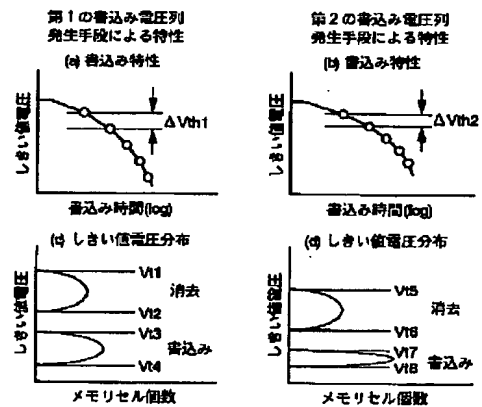 第1の書込み電圧列
発生手段による特性
(a) 書込み特性
しきい値電圧
ΔVth1
書込み時間(log)
第2の書込み電圧列
発生手段による特性
(b) 書込み特性
しきい値電圧
ΔVth2
書込み時間(log)
(c) しきい値電圧分布
しきい値電圧
Vt1
消去
Vt2
Vt3
書込み
Vt4
メモリセル個数
(d) しきい値電圧分布
しきい値電圧
Vt5
消去
Vt6
Vt7
書込み
Vt8
メモリセル個数